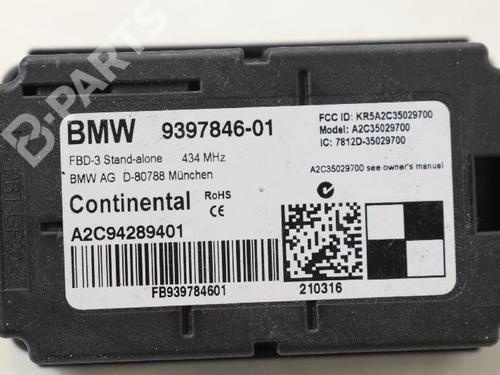 BMW 9397846-01
FBD-3 Stand-alone 434 MHz
BMW AG D-80788 München
Continental RoHS
CE
A2C94289401
FB939784601
FCC ID: KR5A2C35029700
Model: A2C35029700
IC: 7812D-35029700
A2C35029700 see owner's manual
210316
B-PARTS